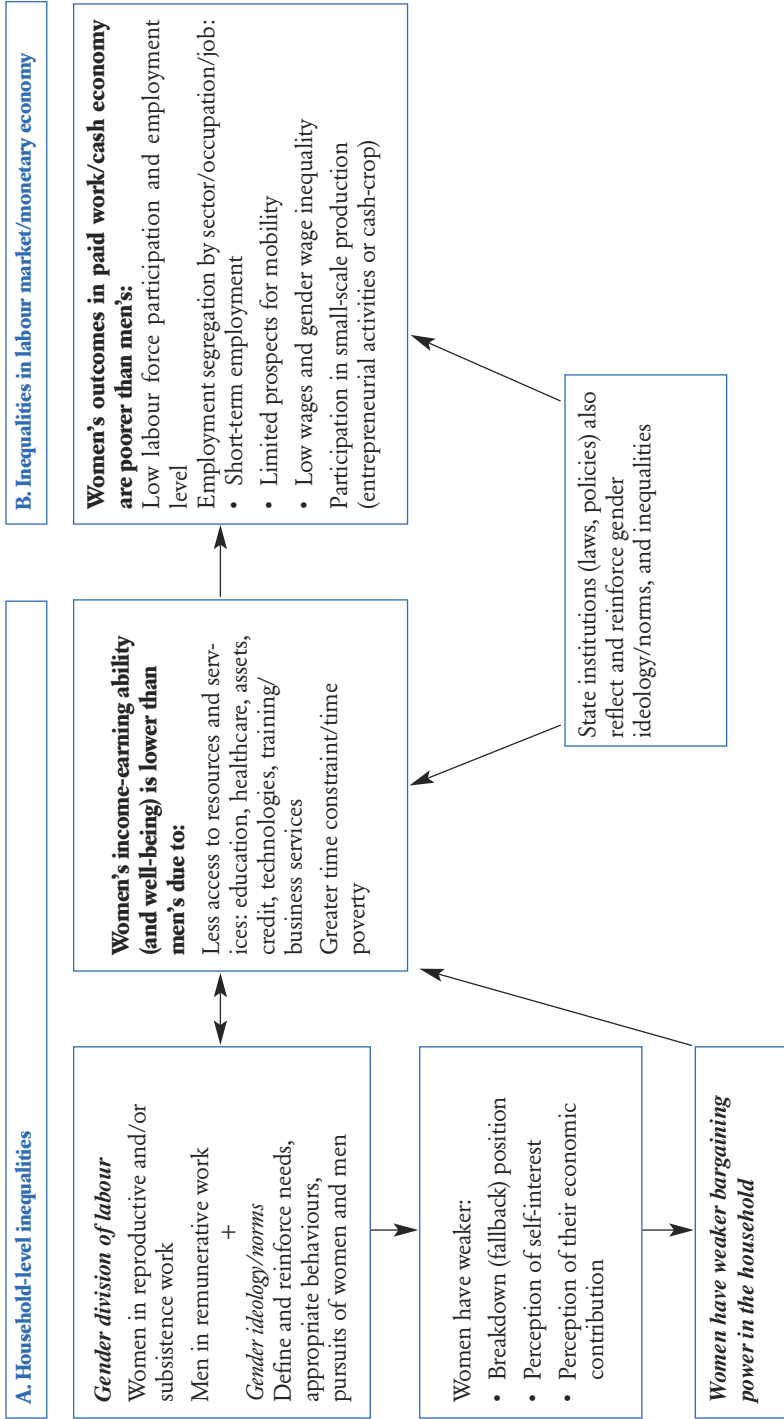 A. Household-level inequalities
Gender division of labour
Women in reproductive and/or
subsistence work
Men in remunerative work
+
Gender ideology/norms
Define and reinforce needs,
appropriate behaviours,
pursuits of women and men
Women have weaker:
• Breakdown (fallback) position
• Perception of self-interest
• Perception of their economic
contribution
Women have weaker bargaining
power in the household
Women's income-earning ability
(and well-being) is lower than
men's due to:
Less access to resources and serv-
ices: education, healthcare, assets,
credit, technologies, training/
business services
Greater time constraint/time
poverty
B. Inequalities in labour market/monetary economy
Women's outcomes in paid work/cash economy
are poorer than men's:
Low labour force participation and employment
level
Employment segregation by sector/occupation/job:
• Short-term employment
• Limited prospects for mobility
• Low wages and gender wage inequality
Participation in small-scale production
(entrepreneurial activities or cash-crop)
State institutions (laws, policies) also
reflect and reinforce gender
ideology/norms, and inequalities